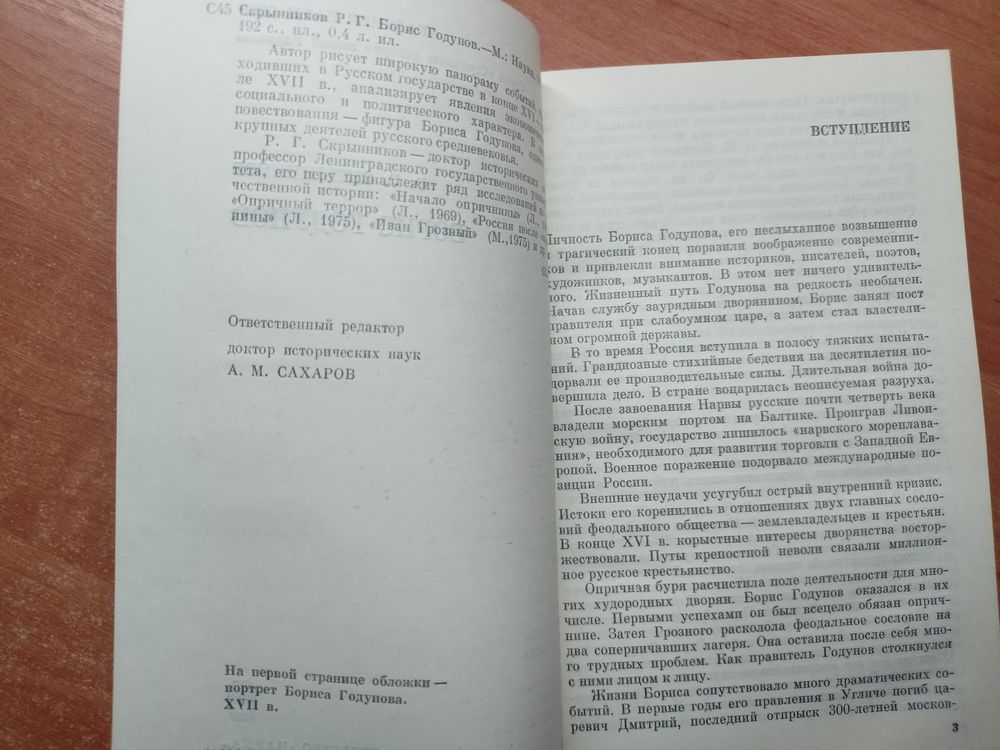 С45 Скрынников Р. Г. Борис Годунов.—М.: Наука,
192 с., ил., 0,4 л. ил.
Автор рисует широкую панораму событий,
ходивших в Русском государстве в конце XVI—
ле XVII в., анализирует явления
социального и политического характера. В
повествования — фигура Бориса Годунова,
крупных деятелей русского средневековья.
Р. Г. Скрынников — доктор исторических
профессор Ленинградского государственного
тета, его перу принадлежит ряд исследований
чественной истории: «Начало опричнины» (Л.,
«Опричный террор» (Л., 1969), «Россия после
нины» (Л., 1975), «Иван Грозный» (М.,1975) и
Ответственный редактор
доктор исторических наук
А. М. САХАРОВ
На первой странице обложки —
портрет Бориса Годунова.
XVII в.
ВСТУПЛЕНИЕ
Личность Бориса Годунова, его неслыханное возвышение
и трагический конец поразили воображение современни-
ков и привлекли внимание историков, писателей, поэтов,
художников, музыкантов. В этом нет ничего удивитель-
ного. Жизненный путь Годунова на редкость необычен.
Начав службу заурядным дворянином, Борис занял пост
правителя при слабоумном царе, а затем стал властели-
ном огромной державы.
В то время Россия вступила в полосу тяжких испыта-
ний. Грандиозные стихийные бедствия на десятилетия по-
дорвали ее производительные силы. Длительная война до-
вершила дело. В стране воцарилась неописуемая разруха.
После завоевания Нарвы русские почти четверть века
владели морским портом на Балтике. Проиграв Ливон-
скую войну, государство лишилось «нарвского мореплава-
ния», необходимого для развития торговли с Западной Ев-
ропой. Военное поражение подорвало международные по-
зиции России.
Внешние неудачи усугубил острый внутренний кризис.
Истоки его коренились в отношениях двух главных сосло-
вий феодального общества — землевладельцев и крестьян.
В конце XVI в. корыстные интересы дворянства востор-
жествовали. Путы крепостной неволи связали миллион-
ное русское крестьянство.
Опричная буря расчистила поле деятельности для мно-
гих худородных дворян. Борис Годунов оказался в их
числе. Первыми успехами он был всецело обязан оприч-
нине. Затея Грозного расколола феодальное сословие на
два соперничавших лагеря. Она оставила после себя мно-
го трудных проблем. Как правитель Годунов столкнулся
с ними лицом к лицу.
Жизни Бориса сопутствовало много драматических со-
бытий. В первые годы его правления в Угличе погиб ца-
ревич Дмитрий, последний отпрыск 300-летней москов-
3